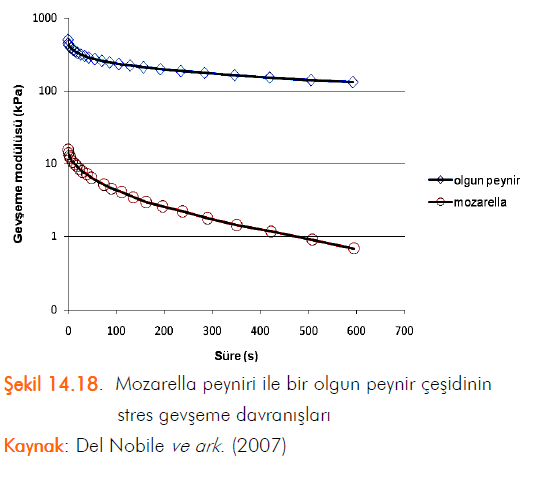 1000
100
10
1
0
Gevşeme modülüsü (kPa)
0 100 200 300 400 500 600 700
Süre (s)
olgun peynir
mozarella
Şekil 14.18. Mozarella peyniri ile bir olgun peynir çeşidinin
stres gevşeme davranışları
Kaynak: Del Nobile ve ark. (2007)